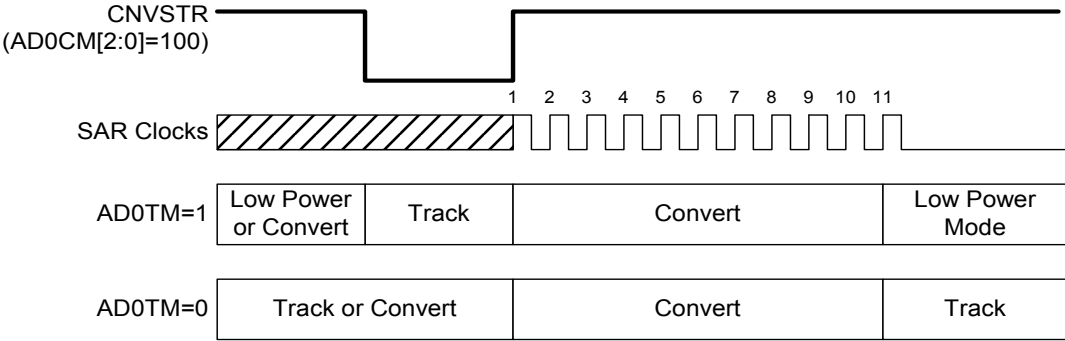 CNVSTR
(AD0CM[2:0]=100)
1 2 3 4 5 6 7 8 9 10 11
SAR Clocks
AD0TM=1
Low Power
or Convert
Track
Convert
Low Power
Mode
AD0TM=0
Track or Convert
Convert
Track